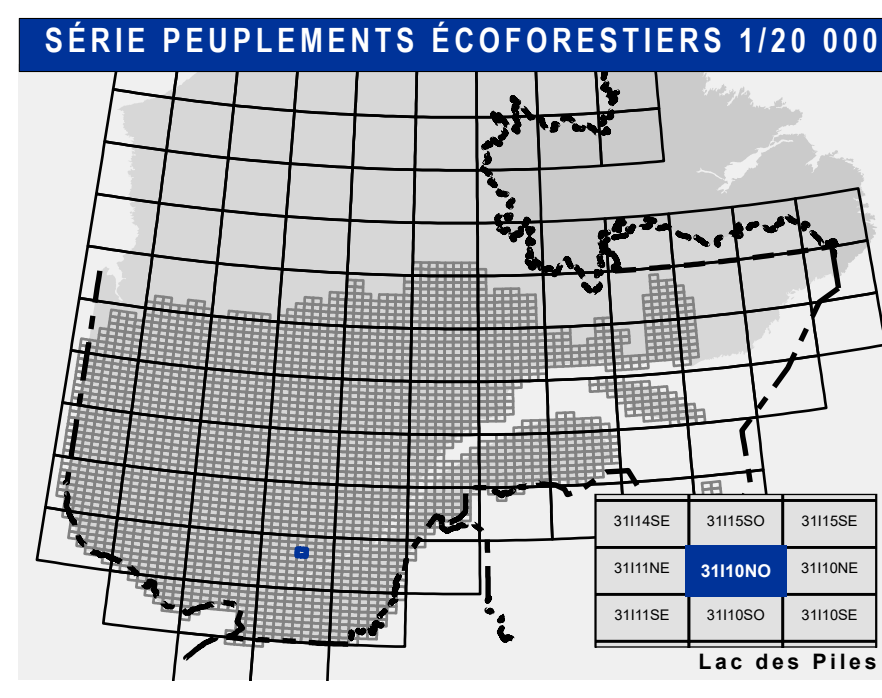 SÉRIE PEUPLEMENTS ÉCOFORESTIERS 1/20 000
31I14SE 31I15SO 31I15SE
31I11NE 31I10NO 31I10NE
31I11SE 31I10SO 31I10SE
Lac des Piles